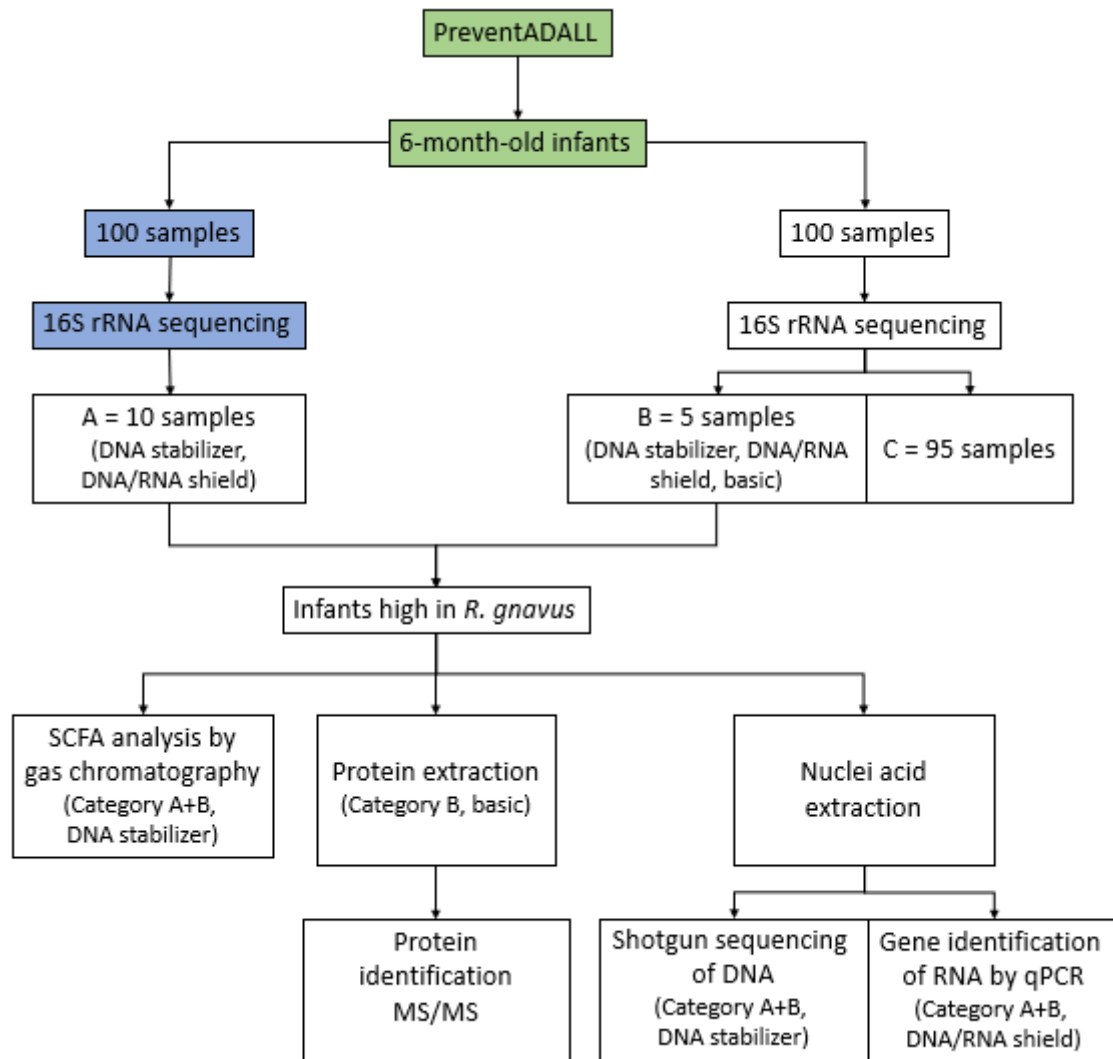 PreventADALL
6-month-old infants
100 samples
100 samples
16S rRNA sequencing
16S rRNA sequencing
A = 10 samples
(DNA stabilizer,
DNA/RNA shield)
B = 5 samples
(DNA stabilizer, DNA/RNA
shield, basic)
C = 95 samples
Infants high in R. gnavus
SCFA analysis by
gas chromatography
(Category A+B,
DNA stabilizer)
Protein extraction
(Category B, basic)
Nuclei acid
extraction
Protein
identification
MS/MS
Shotgun sequencing
of DNA
(Category A+B,
DNA stabilizer)
Gene identification
of RNA by qPCR
(Category A+B,
DNA/RNA shield)